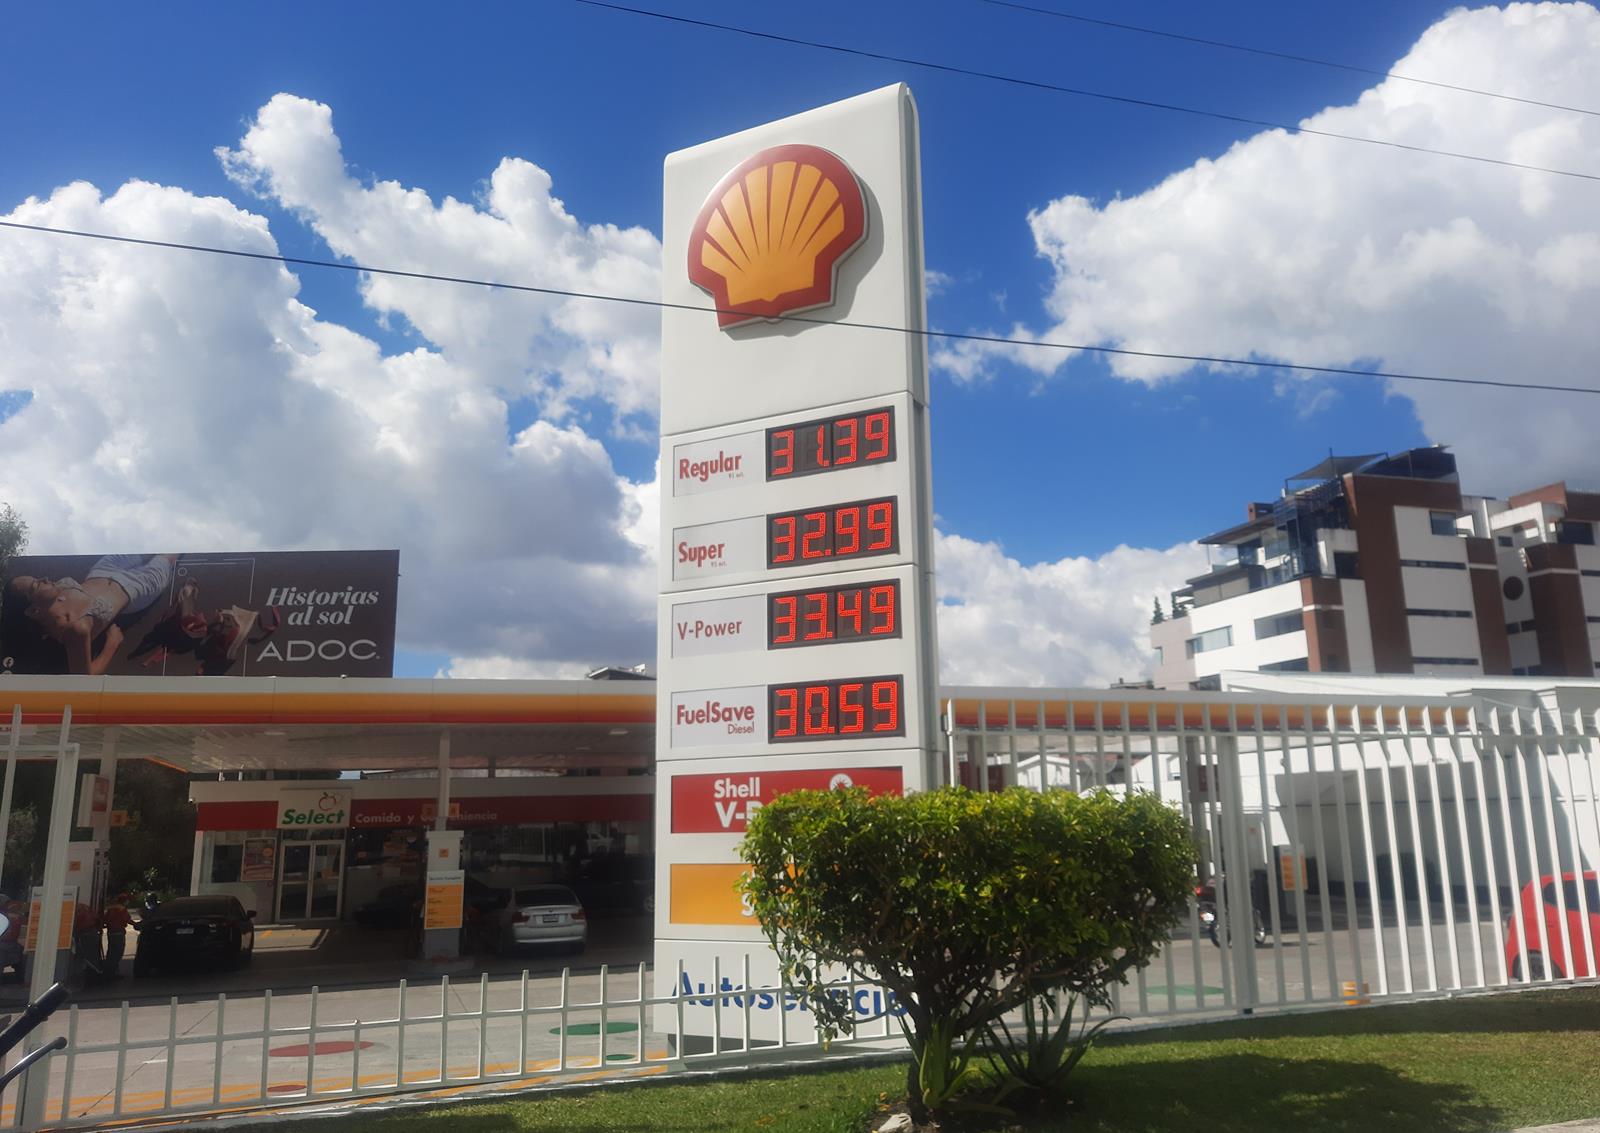 Regular
31.39
Super
32.99
V-Power
33.49
FuelSave
Diesel
30.59
Shell
Autoservicio
Historias
al sol
ADOC
Select
Comida y